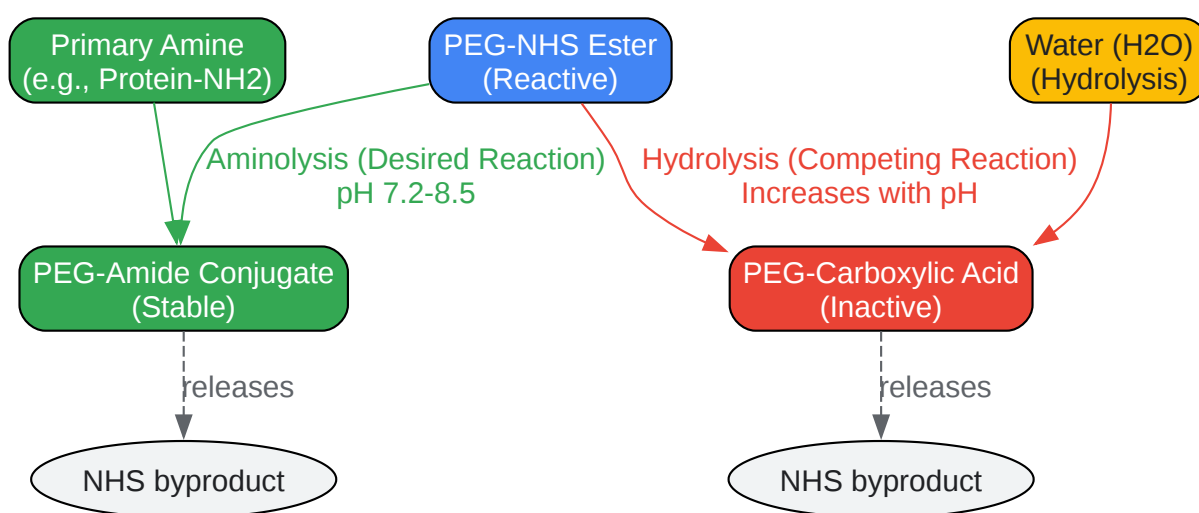 Primary Amine
(e.g., Protein-NH2)
PEG-NHS Ester
(Reactive)
Water (H2O)
(Hydrolysis)
Aminolysis (Desired Reaction)
pH 7.2-8.5
Hydrolysis (Competing Reaction)
Increases with pH
PEG-Amide Conjugate
(Stable)
PEG-Carboxylic Acid
(Inactive)
releases
releases
NHS byproduct
NHS byproduct